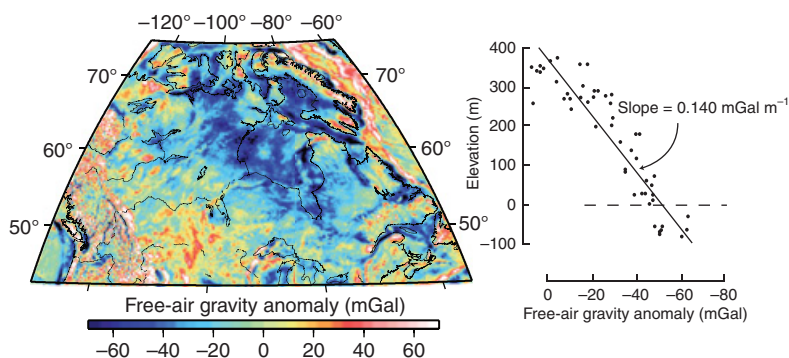 −120° −100° −80° −60°
70°
70°
60°
60°
50°
50°
Free-air gravity anomaly (mGal)
−60 −40 −20 0 20 40 60
400
300
200
100
0
−100
Elevation (m)
Slope = 0.140 mGal m⁻¹
0 −20 −40 −60 −80
Free-air gravity anomaly (mGal)